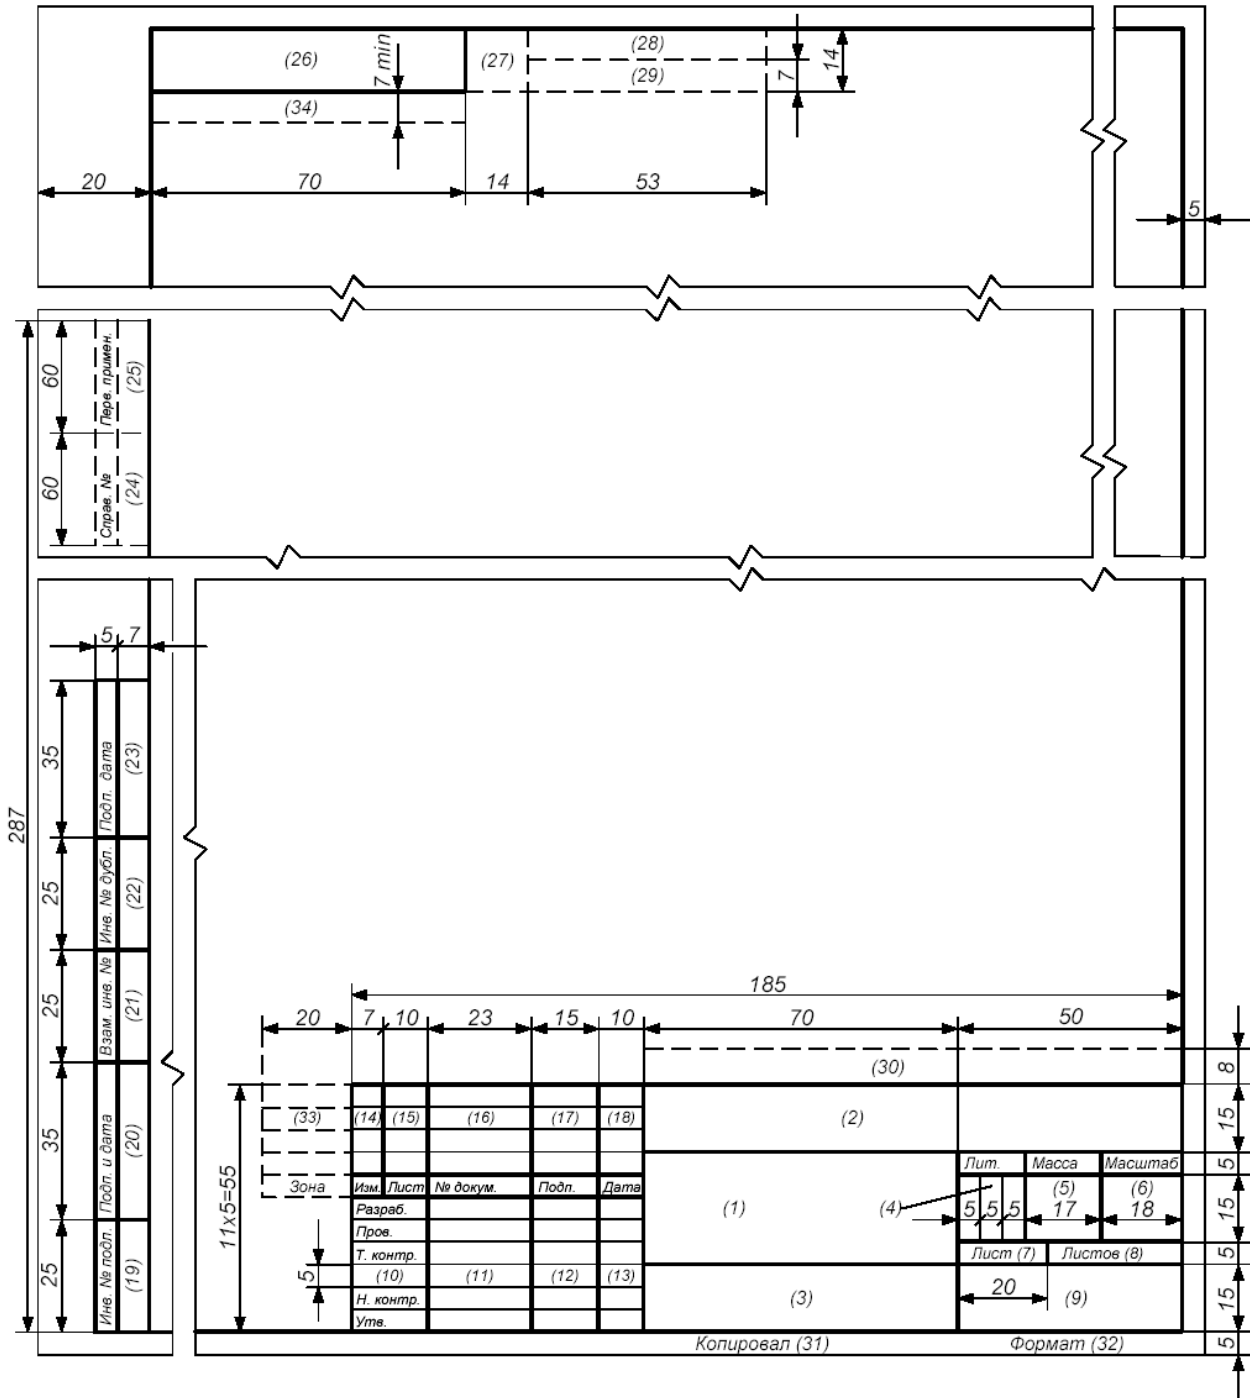 (26)
7 min
(27)
(28)
(29)
7
14
(34)
20
70
14
53
5
287
60
Перв. примен.
(25)
60
Справ. №
(24)
5
7
35
Подп. дата
(23)
25
Инв. № дубл.
(22)
25
Взам. инв. №
(21)
35
Подп. и дата
(20)
25
Инв. № подл.
(19)
185
20 7 10 23 15 10 70 50
(30)
8
(33) (14) (15) (16) (17) (18)
(2)
15
Зона Изм. Лист № докум. Подп. Дата
Лит. Масса Масштаб
5
11х5=55
Разраб.
Пров.
Т. контр.
(1)
(4)
(5) (6)
5 5 5 17 18
15
Лист (7) Листов (8)
5
5
(10) (11) (12) (13)
Н. контр.
Утв.
(3)
20
(9)
15
Копировал (31) Формат (32)
5